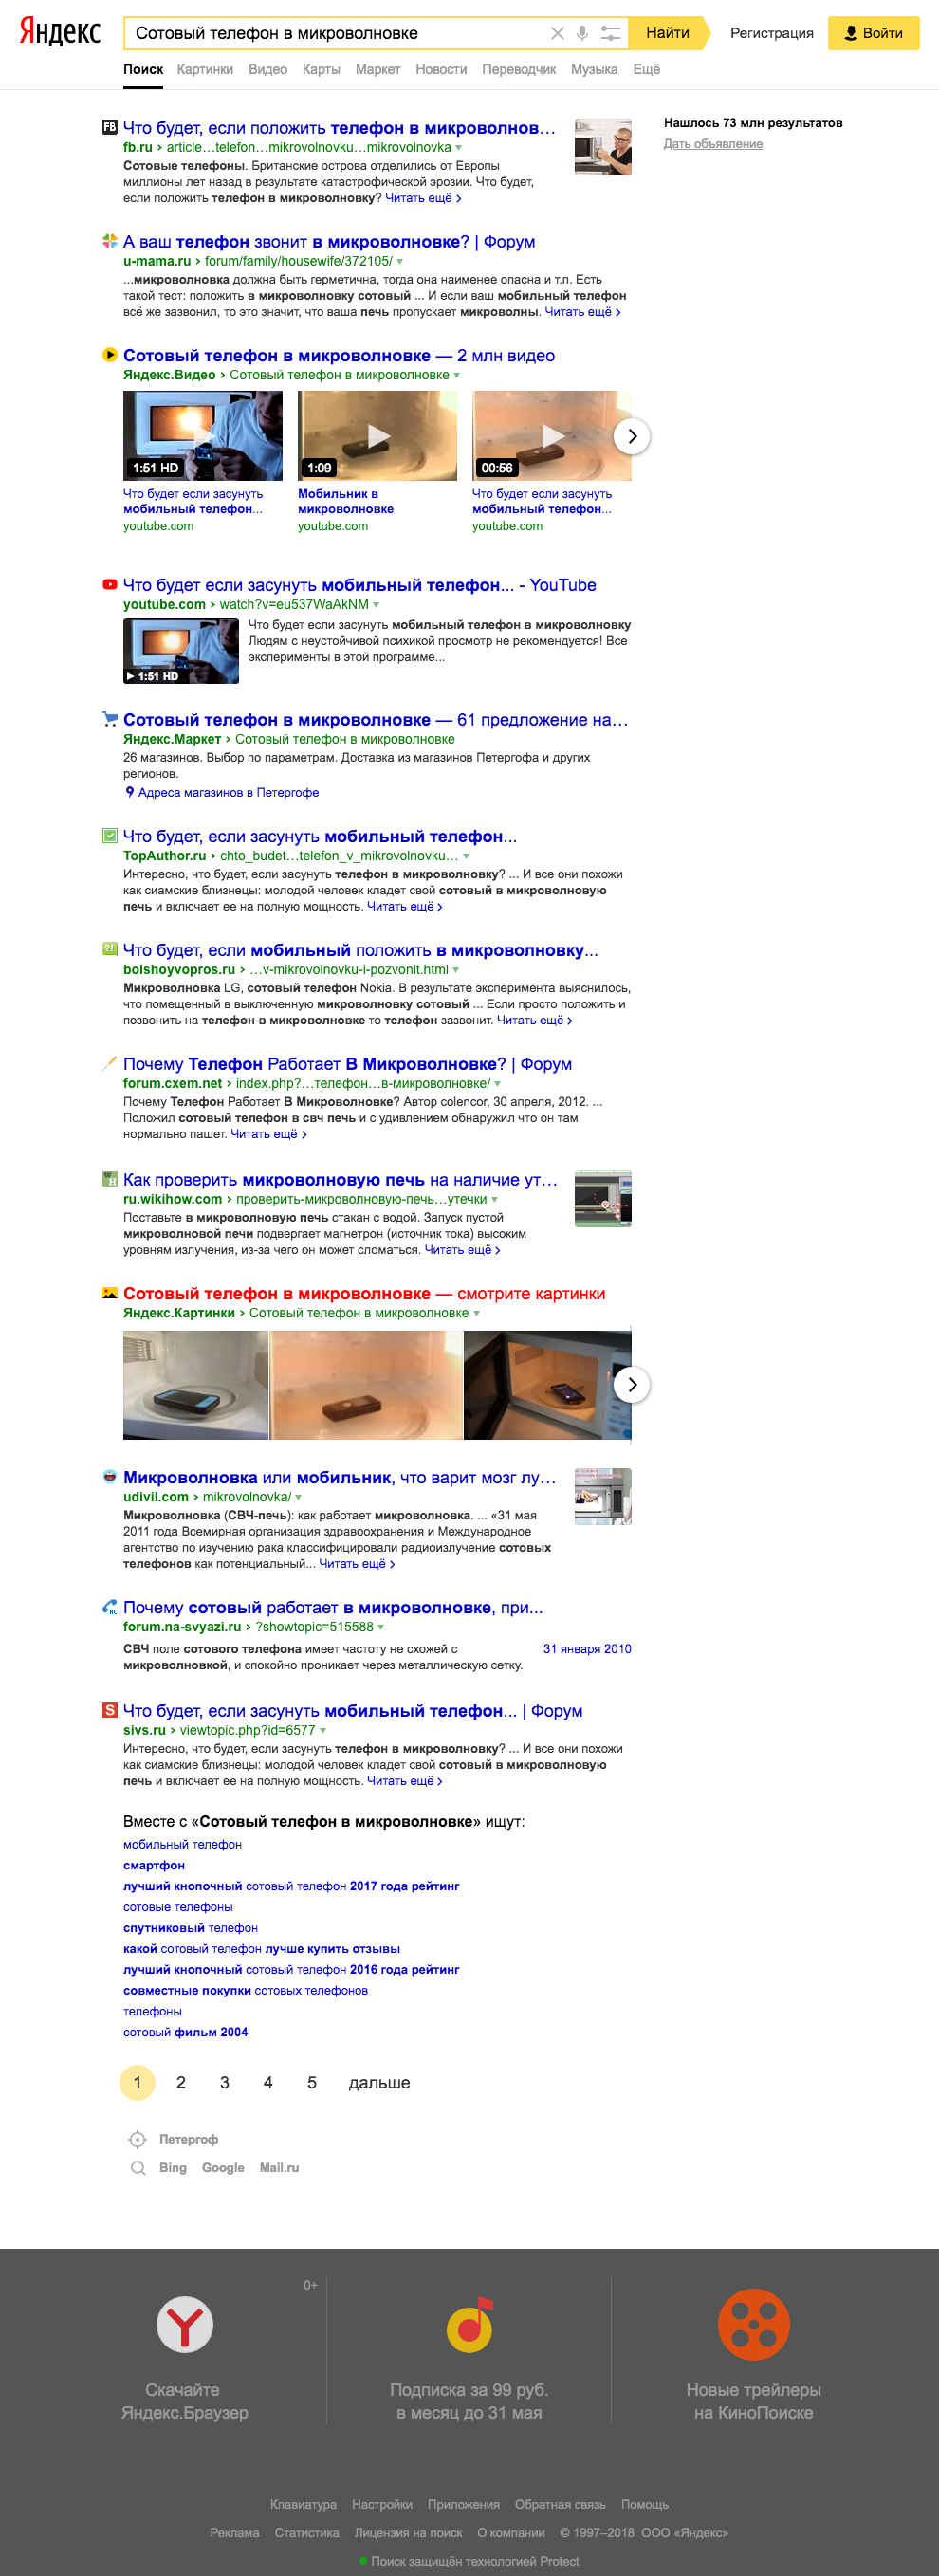 Яндекс
Сотовый телефон в микроволновке
Найти
Регистрация
Войти
Поиск Картинки Видео Карты Маркет Новости Переводчик Музыка Ещё
Нашлось 73 млн результатов
Дать объявление
Что будет, если положить телефон в микроволнов...
fb.ru › article…telefon…mikrovolnovku…mikrovolnovka
Сотовые телефоны. Британские острова отделились от Европы
миллионы лет назад в результате катастрофической эрозии. Что будет,
если положить телефон в микроволновку? Читать ещё ›
А ваш телефон звонит в микроволновке? | Форум
u-mama.ru › forum/family/housewife/372105/
...микроволновка должна быть герметична, тогда она наименее опасна и т.п. Есть
такой тест: положить в микроволновку сотовый ... И если ваш мобильный телефон
всё же зазвонил, то это значит, что ваша печь пропускает микроволны. Читать ещё ›
Сотовый телефон в микроволновке — 2 млн видео
Яндекс.Видео › Сотовый телефон в микроволновке
1:51 HD
1:09
00:56
Что будет если засунуть
мобильный телефон...
youtube.com
Мобильник в
микроволновке
youtube.com
Что будет если засунуть
мобильный телефон...
youtube.com
Что будет если засунуть мобильный телефон... - YouTube
youtube.com › watch?v=eu537WaAkNM
1:51 HD
Что будет если засунуть мобильный телефон в микроволновку
Людям с неустойчивой психикой просмотр не рекомендуется! Все
эксперименты в этой программе...
Сотовый телефон в микроволновке — 61 предложение на...
Яндекс.Маркет › Сотовый телефон в микроволновке
26 магазинов. Выбор по параметрам. Доставка из магазинов Петергофа и других
регионов.
Адреса магазинов в Петергофе
Что будет, если засунуть мобильный телефон...
TopAuthor.ru › chto_budet…telefon_v_mikrovolnovku…
Интересно, что будет, если засунуть телефон в микроволновку? ... И все они похожи
как сиамские близнецы: молодой человек кладет свой сотовый в микроволновую
печь и включает ее на полную мощность. Читать ещё ›
Что будет, если мобильный положить в микроволновку...
bolshoyvopros.ru › …v-mikrovolnovku-i-pozvonit.html
Микроволновка LG, сотовый телефон Nokia. В результате эксперимента выяснилось,
что помещенный в выключенную микроволновку сотовый ... Если просто положить и
позвонить на телефон в микроволновке то телефон зазвонит. Читать ещё ›
Почему Телефон Работает В Микроволновке? | Форум
forum.cxem.net › index.php?…телефон…в-микроволновке/
Почему Телефон Работает В Микроволновке? Автор colencor, 30 апреля, 2012. ...
Положил сотовый телефон в свч печь и с удивлением обнаружил что он там
нормально пашет. Читать ещё ›
Как проверить микроволновую печь на наличие ут...
ru.wikihow.com › проверить-микроволновую-печь…утечки
Поставьте в микроволновую печь стакан с водой. Запуск пустой
микроволновой печи подвергает магнетрон (источник тока) высоким
уровням излучения, из-за чего он может сломаться. Читать ещё ›
Сотовый телефон в микроволновке — смотрите картинки
Яндекс.Картинки › Сотовый телефон в микроволновке
Микроволновка или мобильник, что варит мозг лу...
udivil.com › mikrovolnovka/
Микроволновка (СВЧ-печь): как работает микроволновка. ... «31 мая
2011 года Всемирная организация здравоохранения и Международное
агентство по изучению рака классифицировали радиоизлучение сотовых
телефонов как потенциальный... Читать ещё ›
Почему сотовый работает в микроволновке, при...
forum.na-svyazi.ru › ?showtopic=515588
СВЧ поле сотового телефона имеет частоту не схожей с
микроволновкой, и спокойно проникает через металлическую сетку.
31 января 2010
Что будет, если засунуть мобильный телефон... | Форум
sivs.ru › viewtopic.php?id=6577
Интересно, что будет, если засунуть телефон в микроволновку? ... И все они похожи
как сиамские близнецы: молодой человек кладет свой сотовый в микроволновую
печь и включает ее на полную мощность. Читать ещё ›
Вместе с «Сотовый телефон в микроволновке» ищут:
мобильный телефон
смартфон
лучший кнопочный сотовый телефон 2017 года рейтинг
сотовые телефоны
спутниковый телефон
какой сотовый телефон лучше купить отзывы
лучший кнопочный сотовый телефон 2016 года рейтинг
совместные покупки сотовых телефонов
телефоны
сотовый фильм 2004
1 2 3 4 5 дальше
Петергоф
Bing Google Mail.ru
0+
Скачайте
Яндекс.Браузер
Подписка за 99 руб.
в месяц до 31 мая
Новые трейлеры
на КиноПоиске
Клавиатура Настройки Приложения Обратная связь Помощь
Реклама Статистика Лицензия на поиск О компании © 1997–2018 ООО «Яндекс»
Поиск защищён технологией Protect